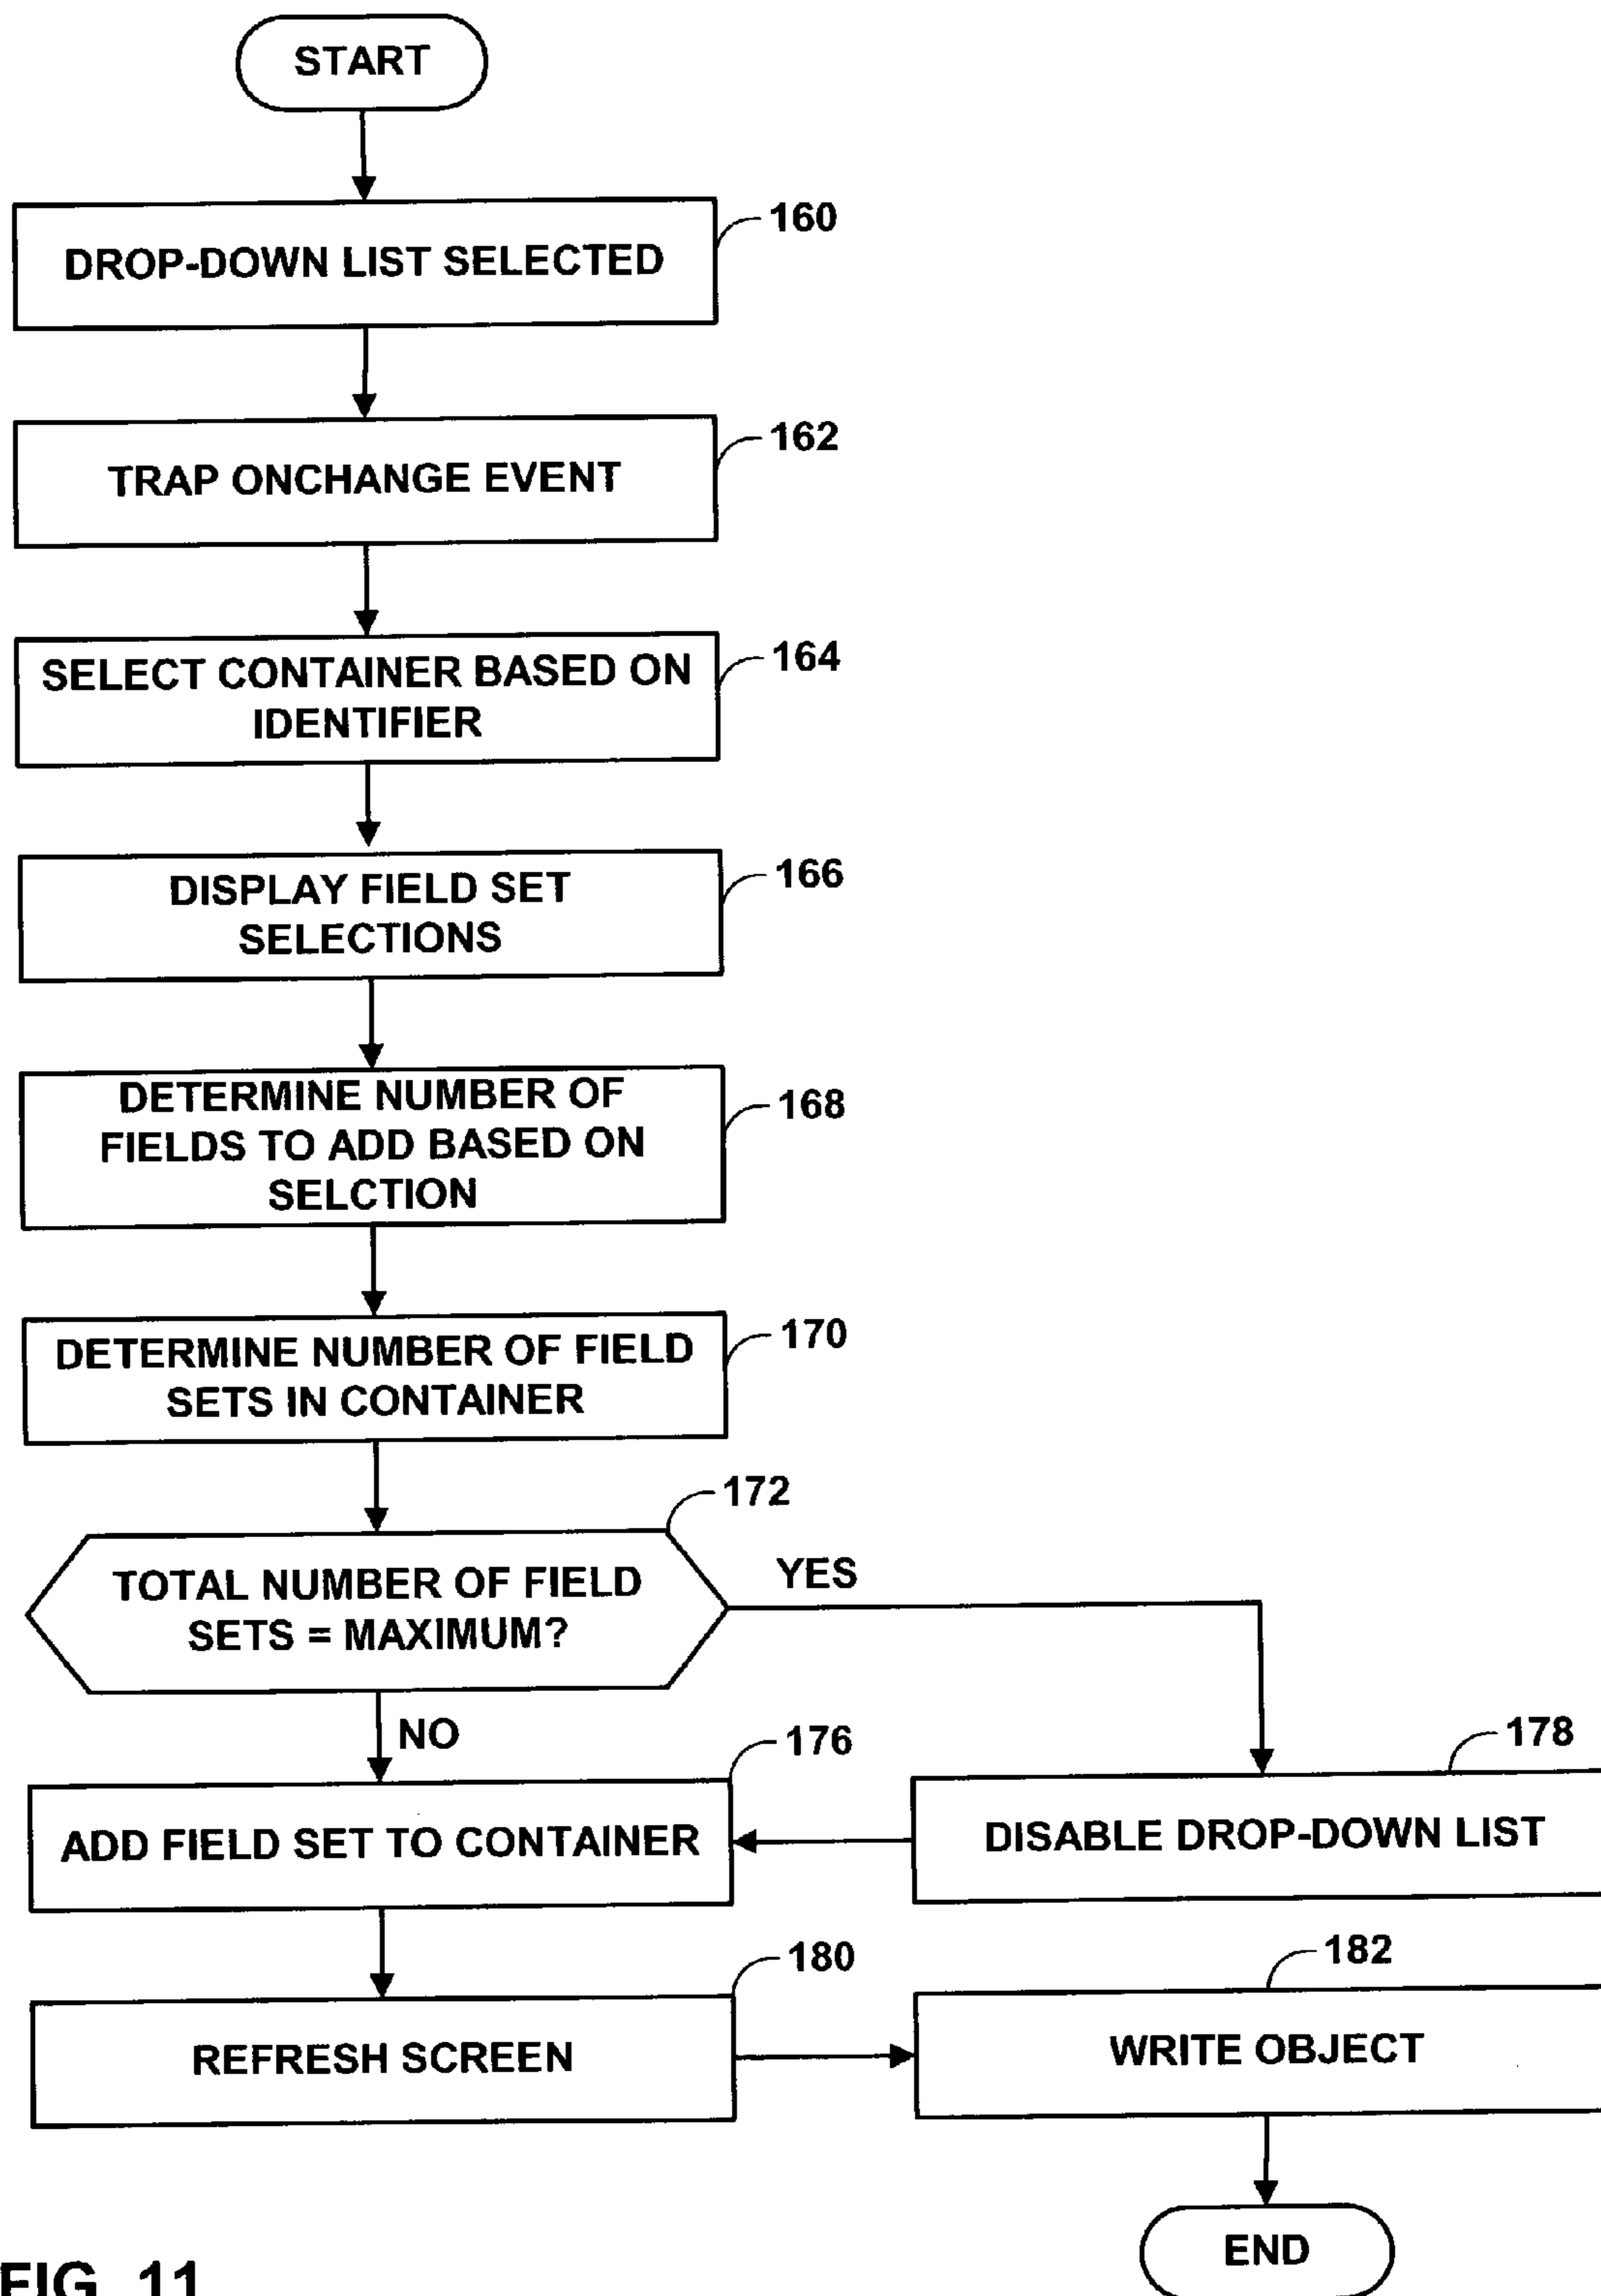 START
160
DROP-DOWN LIST SELECTED
162
TRAP ONCHANGE EVENT
164
SELECT CONTAINER BASED ON
IDENTIFIER
166
DISPLAY FIELD SET
SELECTIONS
168
DETERMINE NUMBER OF
FIELDS TO ADD BASED ON
SELCTION
170
DETERMINE NUMBER OF FIELD
SETS IN CONTAINER
172
TOTAL NUMBER OF FIELD
SETS = MAXIMUM?
YES
NO
176
ADD FIELD SET TO CONTAINER
178
DISABLE DROP-DOWN LIST
180
REFRESH SCREEN
182
WRITE OBJECT
END
FIG. 11